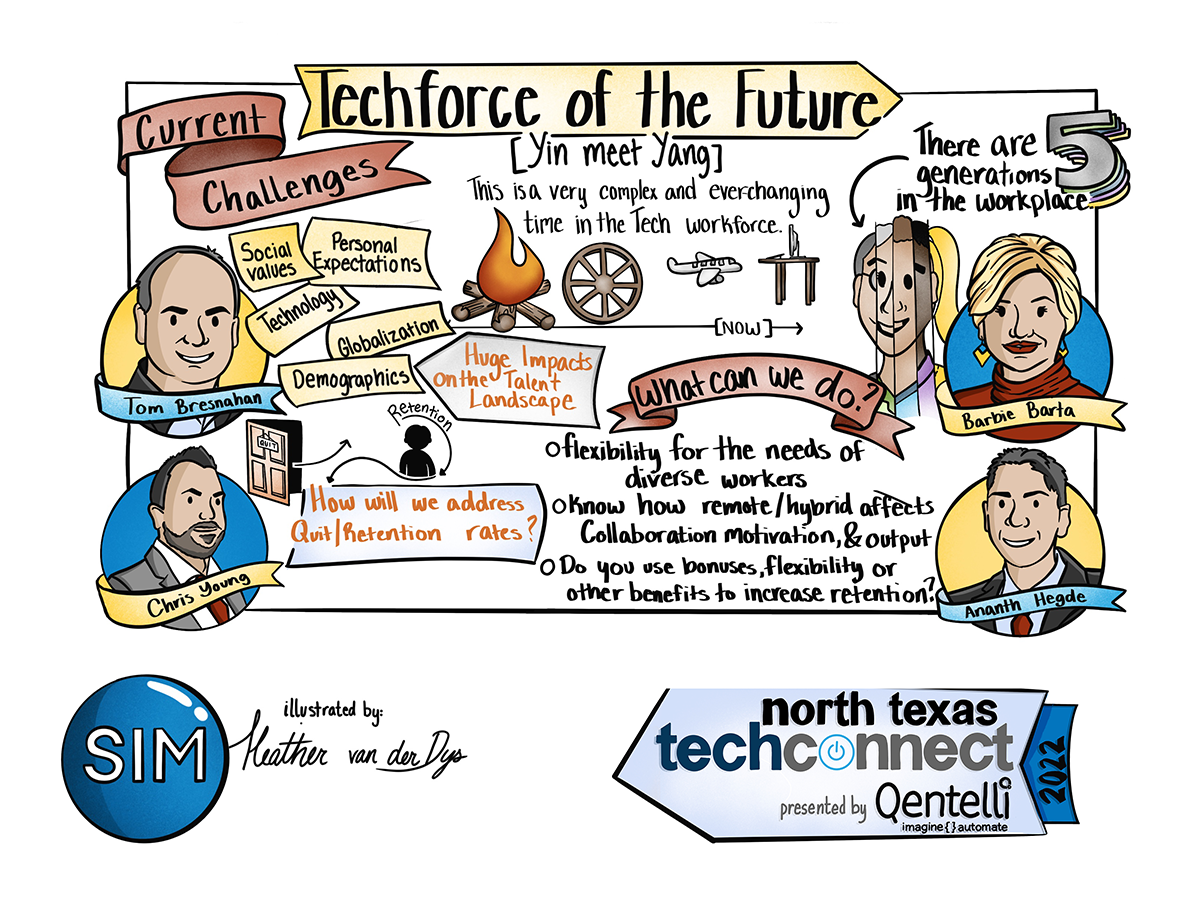 Techforce of the Future
[Yin meet Yang]
This is a very complex and ever-changing
time in the Tech workforce.
Current
Challenges
There are 5
generations
in the workplace.
Social
values
Personal
Expectations
Technology
Globalization
Demographics
[NOW]
Huge Impacts
On the Talent
Landscape
Tom Bresnahan
Barbie Barta
QUIT
Retention
How will we address
Quit/Retention rates?
Chris Young
What can we do?
flexibility for the needs of
diverse workers
Know how remote/hybrid affects
Collaboration motivation, & output
Do you use bonuses, flexibility or
other benefits to increase retention?
Ananth Hegde
SIM
illustrated by:
Heather van der Dys
north texas
techconnect
2022
presented by Qentelli
imagine{}automate